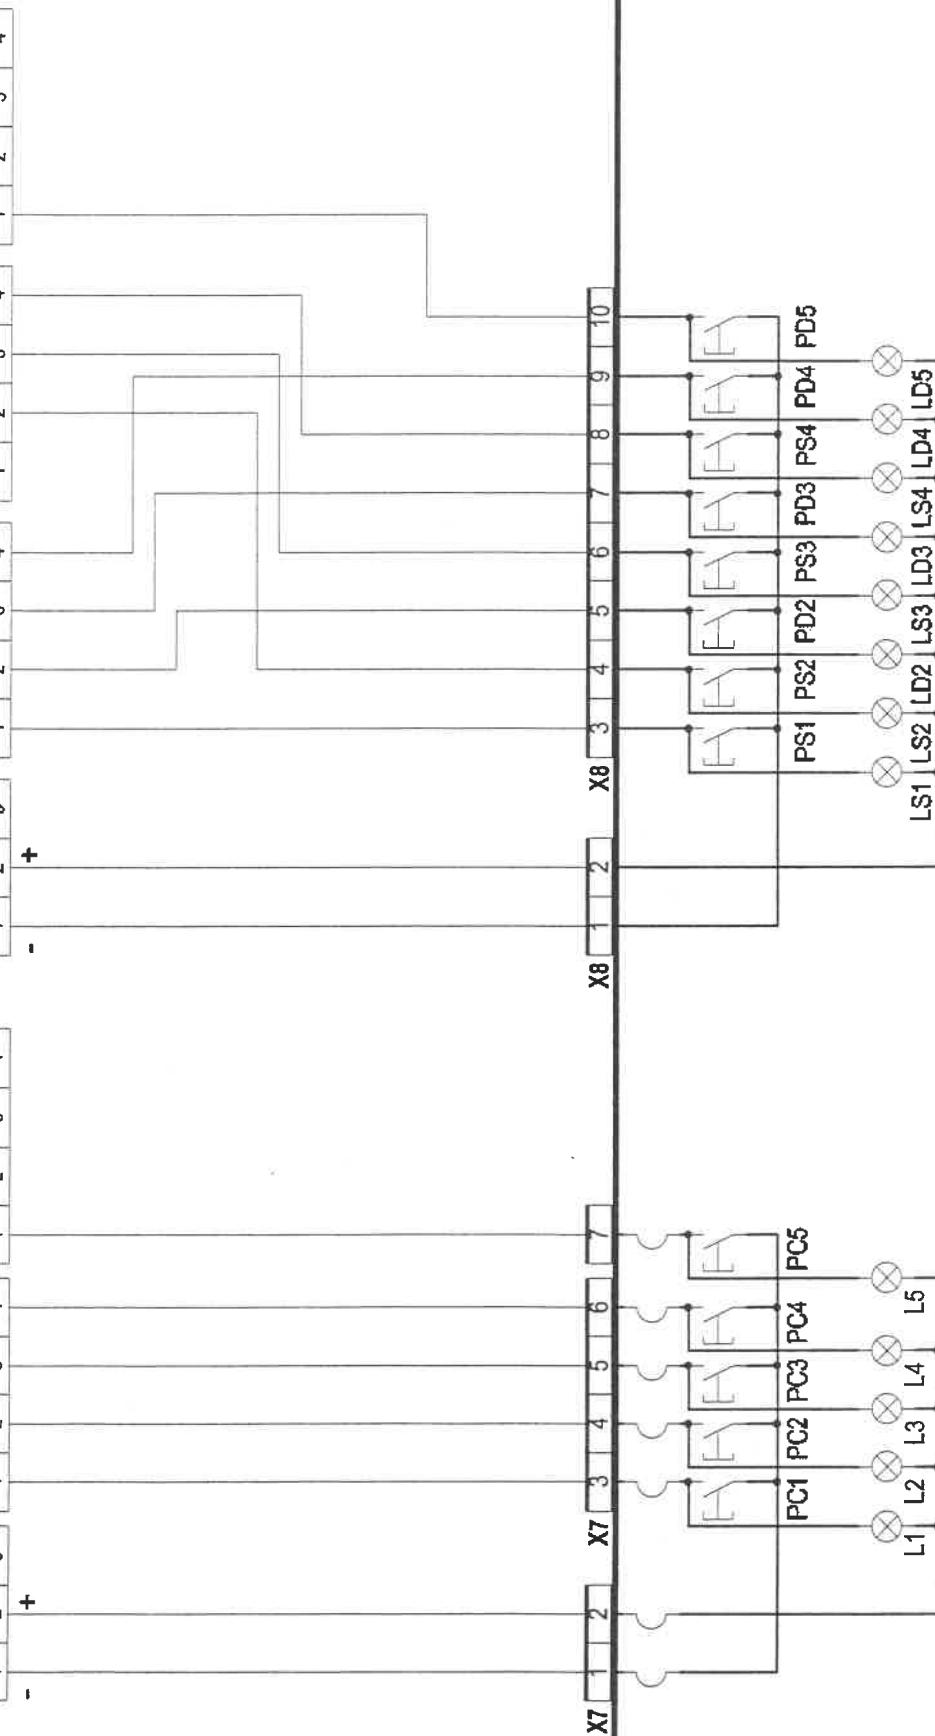 - + - +
X7 1 2 X7 3 4 5 6 7 X8 1 2 X8 3 4 5 6 7 8 9 10
PC1 PC2 PC3 PC4 PC5 PS1 PS2 PD2 PS3 PD3 PS4 PD4 PD5
L1 L2 L3 L4 L5 LS1 LS2 LD2 LS3 LD3 LS4 LD4 LD5